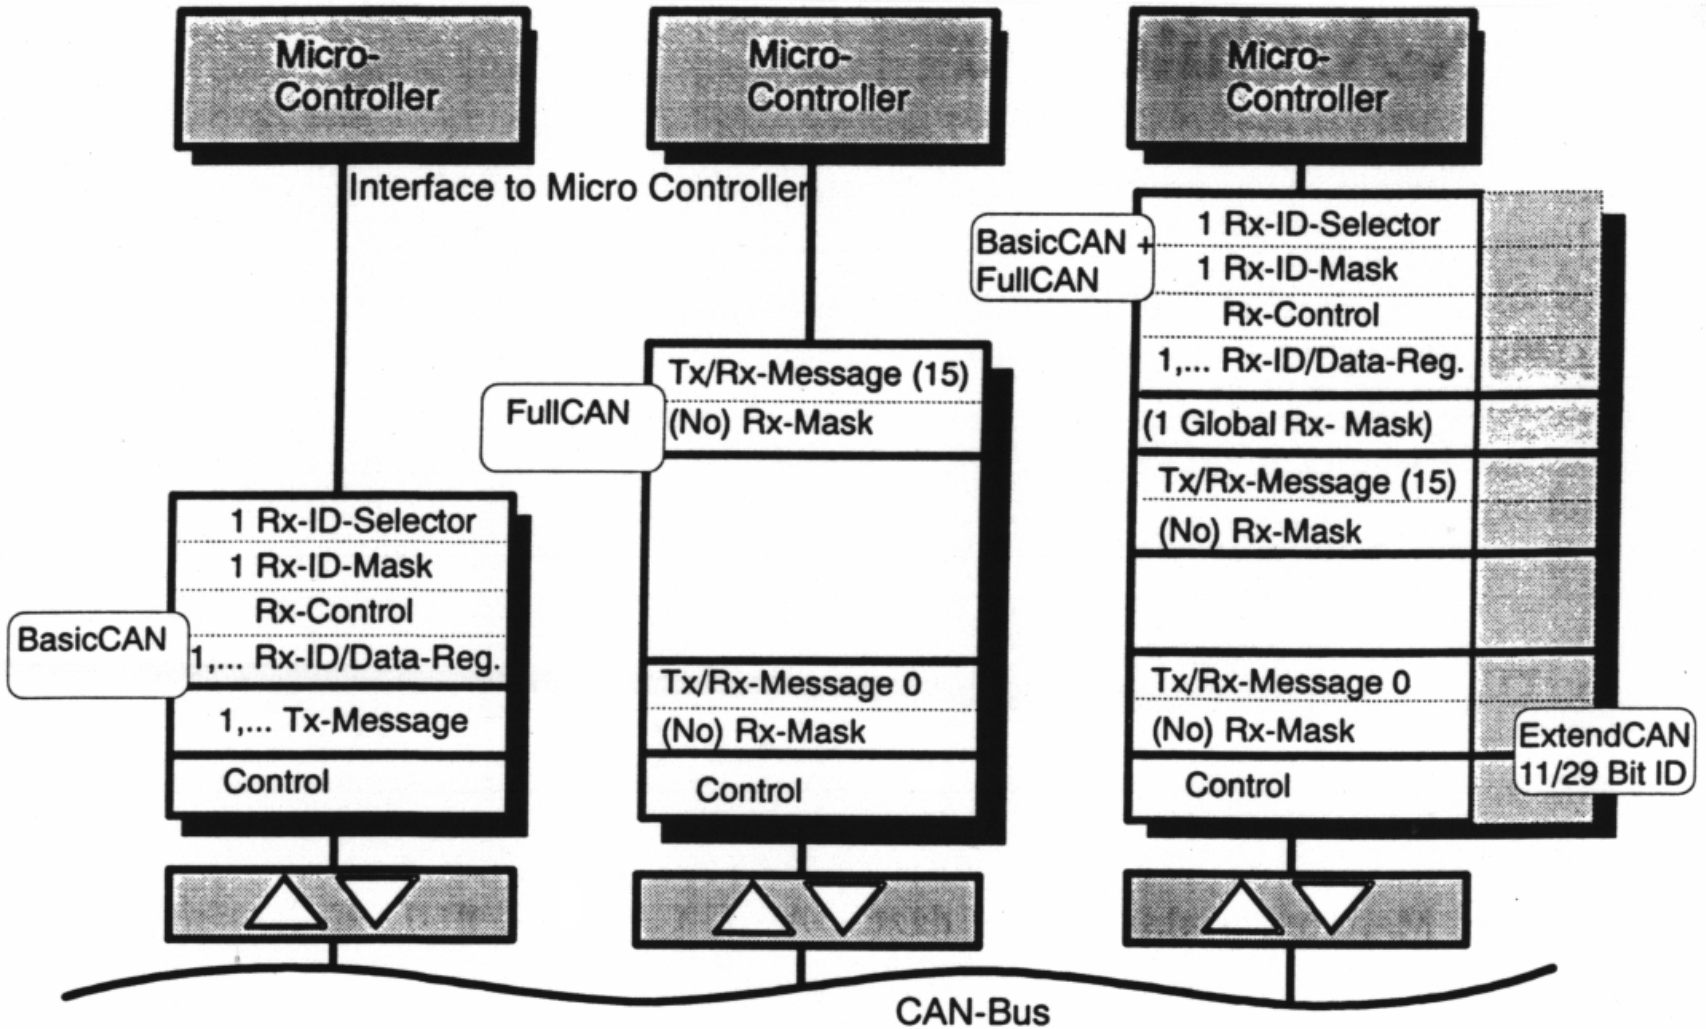 Micro-
Controller
Micro-
Controller
Micro-
Controller
Interface to Micro Controller
BasicCAN
1 Rx-ID-Selector
1 Rx-ID-Mask
Rx-Control
1,... Rx-ID/Data-Reg.
1,... Tx-Message
Control
FullCAN
Tx/Rx-Message (15)
(No) Rx-Mask
Tx/Rx-Message 0
(No) Rx-Mask
Control
BasicCAN +
FullCAN
1 Rx-ID-Selector
1 Rx-ID-Mask
Rx-Control
1,... Rx-ID/Data-Reg.
(1 Global Rx- Mask)
Tx/Rx-Message (15)
(No) Rx-Mask
Tx/Rx-Message 0
(No) Rx-Mask
Control
ExtendCAN
11/29 Bit ID
CAN-Bus